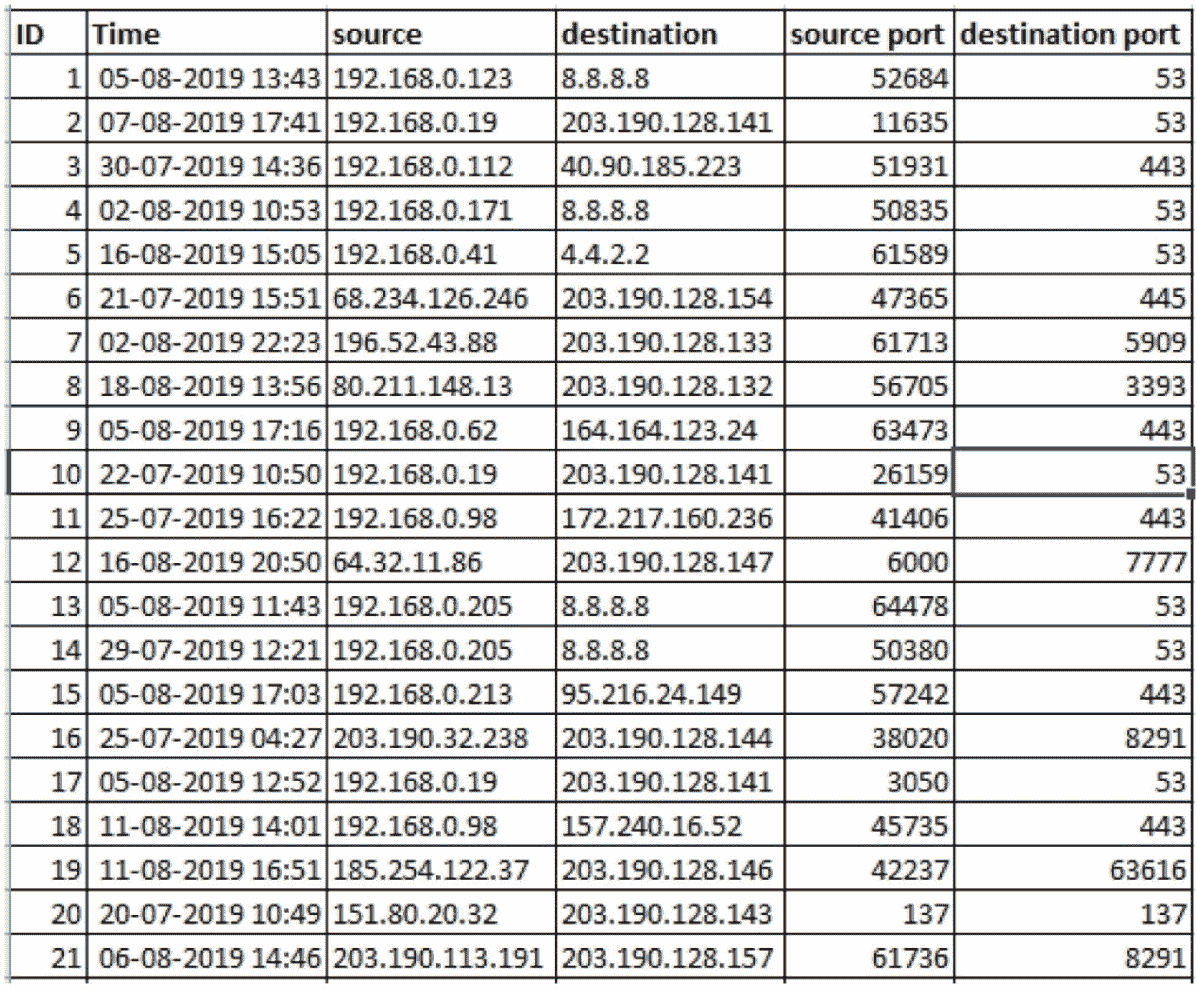 ID Time source destination source port destination port
1 05-08-2019 13:43 192.168.0.123 8.8.8.8 52684 53
2 07-08-2019 17:41 192.168.0.19 203.190.128.141 11635 53
3 30-07-2019 14:36 192.168.0.112 40.90.185.223 51931 443
4 02-08-2019 10:53 192.168.0.171 8.8.8.8 50835 53
5 16-08-2019 15:05 192.168.0.41 4.4.2.2 61589 53
6 21-07-2019 15:51 68.234.126.246 203.190.128.154 47365 445
7 02-08-2019 22:23 196.52.43.88 203.190.128.133 61713 5909
8 18-08-2019 13:56 80.211.148.13 203.190.128.132 56705 3393
9 05-08-2019 17:16 192.168.0.62 164.164.123.24 63473 443
10 22-07-2019 10:50 192.168.0.19 203.190.128.141 26159 53
11 25-07-2019 16:22 192.168.0.98 172.217.160.236 41406 443
12 16-08-2019 20:50 64.32.11.86 203.190.128.147 6000 7777
13 05-08-2019 11:43 192.168.0.205 8.8.8.8 64478 53
14 29-07-2019 12:21 192.168.0.205 8.8.8.8 50380 53
15 05-08-2019 17:03 192.168.0.213 95.216.24.149 57242 443
16 25-07-2019 04:27 203.190.32.238 203.190.128.144 38020 8291
17 05-08-2019 12:52 192.168.0.19 203.190.128.141 3050 53
18 11-08-2019 14:01 192.168.0.98 157.240.16.52 45735 443
19 11-08-2019 16:51 185.254.122.37 203.190.128.146 42237 63616
20 20-07-2019 10:49 151.80.20.32 203.190.128.143 137 137
21 06-08-2019 14:46 203.190.113.191 203.190.128.157 61736 8291